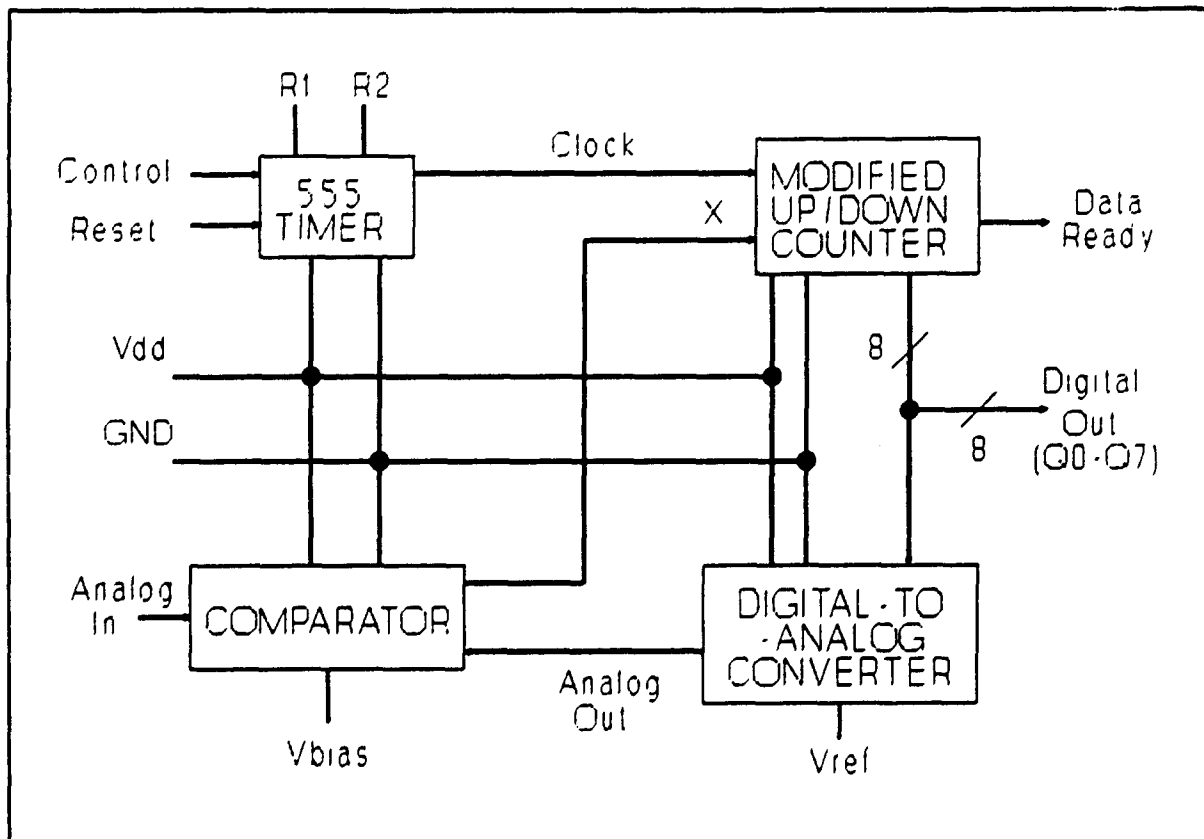 R1 R2
Control
Reset
555
TIMER
Clock
X
MODIFIED
UP/DOWN
COUNTER
Data
Ready
Vdd
GND
8
8
Digital
Out
(Q0-Q7)
Analog
In
COMPARATOR
Vbias
Analog
Out
DIGITAL-TO
-ANALOG
CONVERTER
Vref